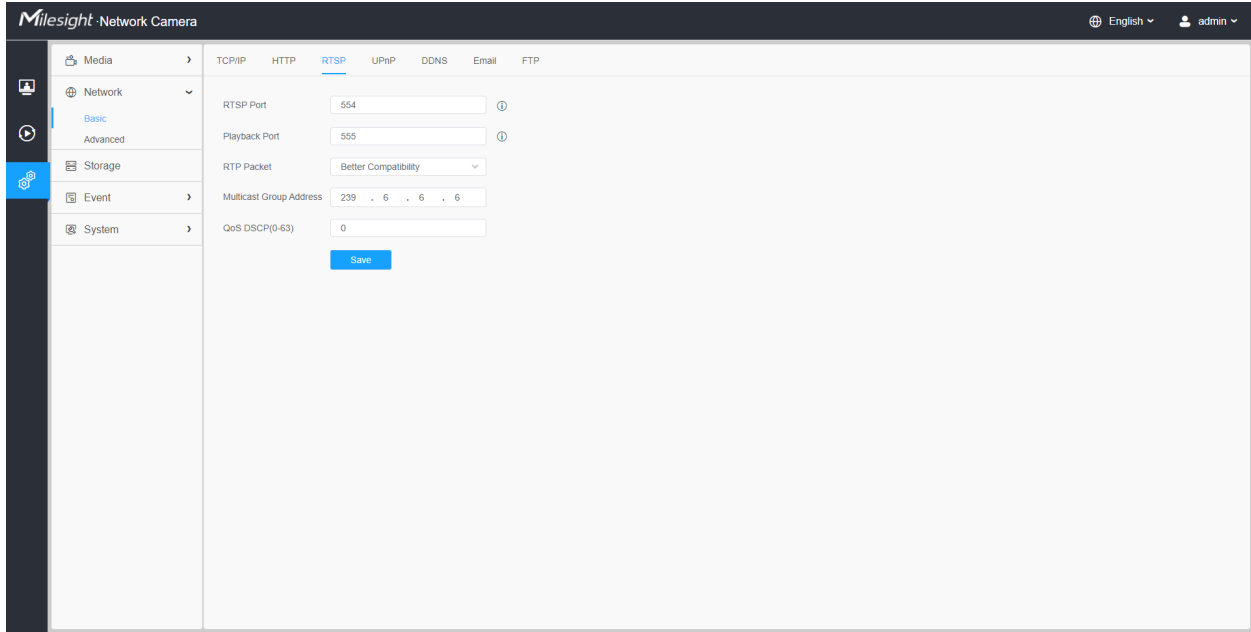 Milesight·Network Camera
English
admin
Media
Network
Basic
Advanced
Storage
Event
System
TCP/IP HTTP RTSP UPnP DDNS Email FTP
RTSP Port 554
Playback Port 555
RTP Packet Better Compatibility
Multicast Group Address 239 . 6 . 6 . 6
QoS DSCP(0-63) 0
Save